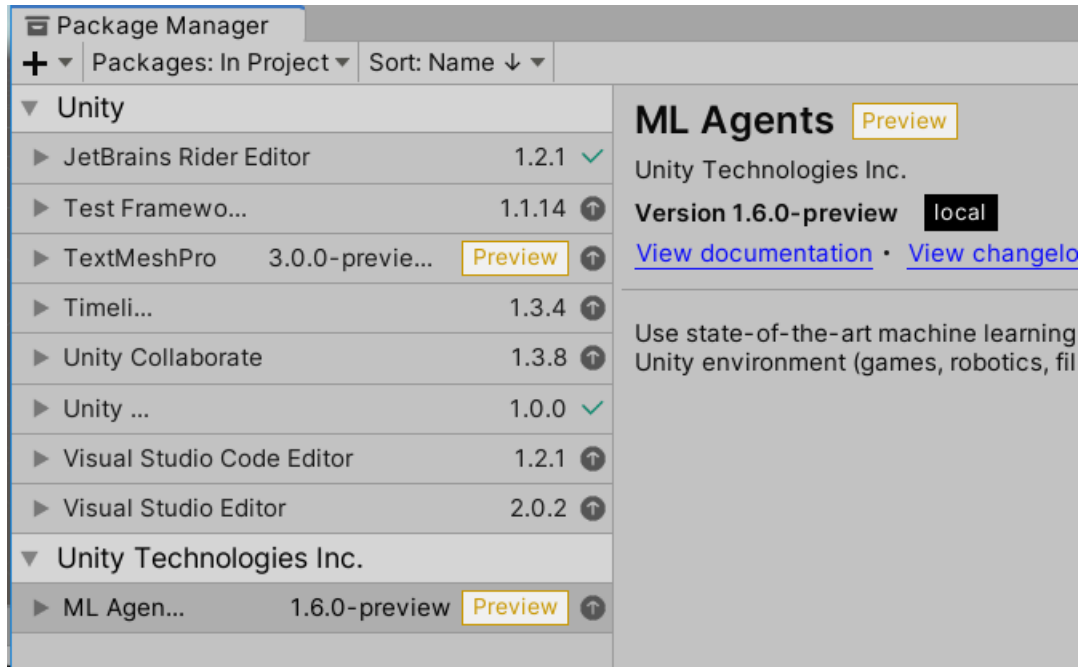 Package Manager
+ Packages: In Project Sort: Name ↓
Unity
JetBrains Rider Editor 1.2.1
Test Framewo... 1.1.14
TextMeshPro 3.0.0-previe... Preview
Timeli... 1.3.4
Unity Collaborate 1.3.8
Unity ... 1.0.0
Visual Studio Code Editor 1.2.1
Visual Studio Editor 2.0.2
Unity Technologies Inc.
ML Agen... 1.6.0-preview Preview
ML Agents Preview
Unity Technologies Inc.
Version 1.6.0-preview local
View documentation • View changelo
Use state-of-the-art machine learning
Unity environment (games, robotics, fil